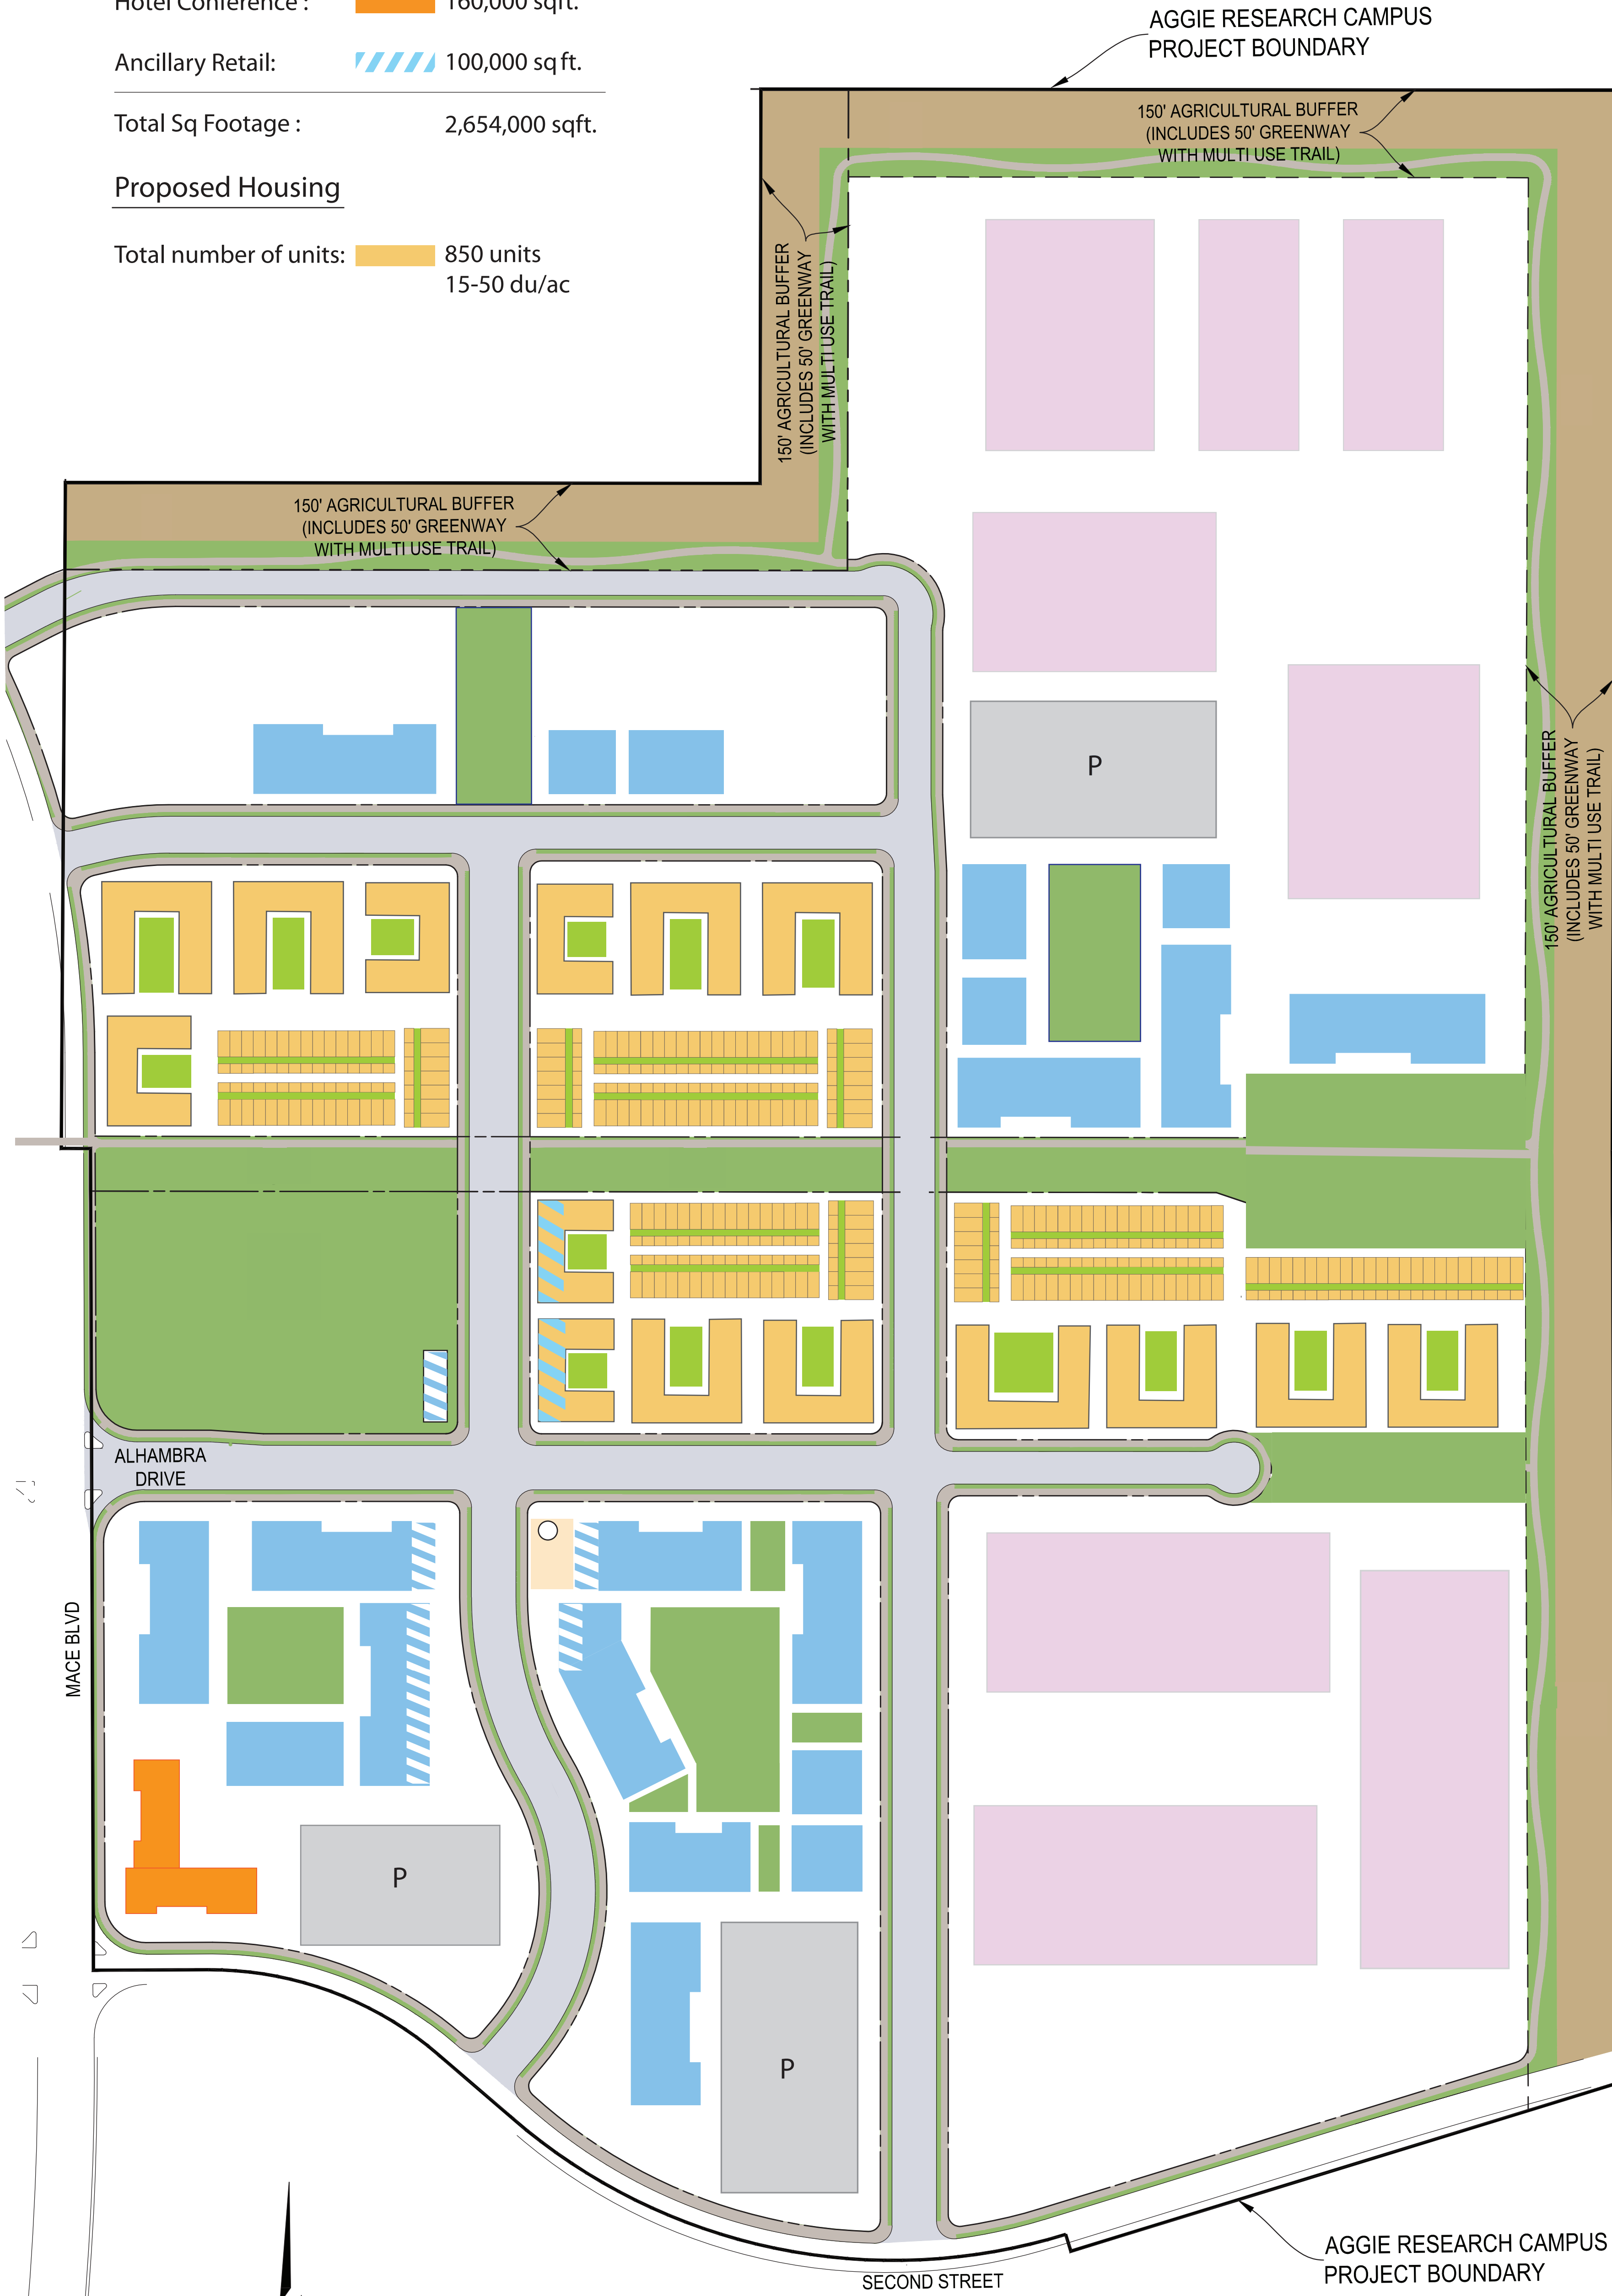 Hotel Conference : 160,000 sqft.
Ancillary Retail: 100,000 sqft.
Total Sq Footage : 2,654,000 sqft.
Proposed Housing
Total number of units: 850 units
15-50 du/ac
AGGIE RESEARCH CAMPUS
PROJECT BOUNDARY
150' AGRICULTURAL BUFFER
(INCLUDES 50' GREENWAY
WITH MULTI USE TRAIL)
150' AGRICULTURAL BUFFER
(INCLUDES 50' GREENWAY
WITH MULTI USE TRAIL)
150' AGRICULTURAL BUFFER
(INCLUDES 50' GREENWAY
WITH MULTI USE TRAIL)
P
150' AGRICULTURAL BUFFER
(INCLUDES 50' GREENWAY
WITH MULTI USE TRAIL)
ALHAMBRA
DRIVE
MACE BLVD
P
P
SECOND STREET
AGGIE RESEARCH CAMPUS
PROJECT BOUNDARY